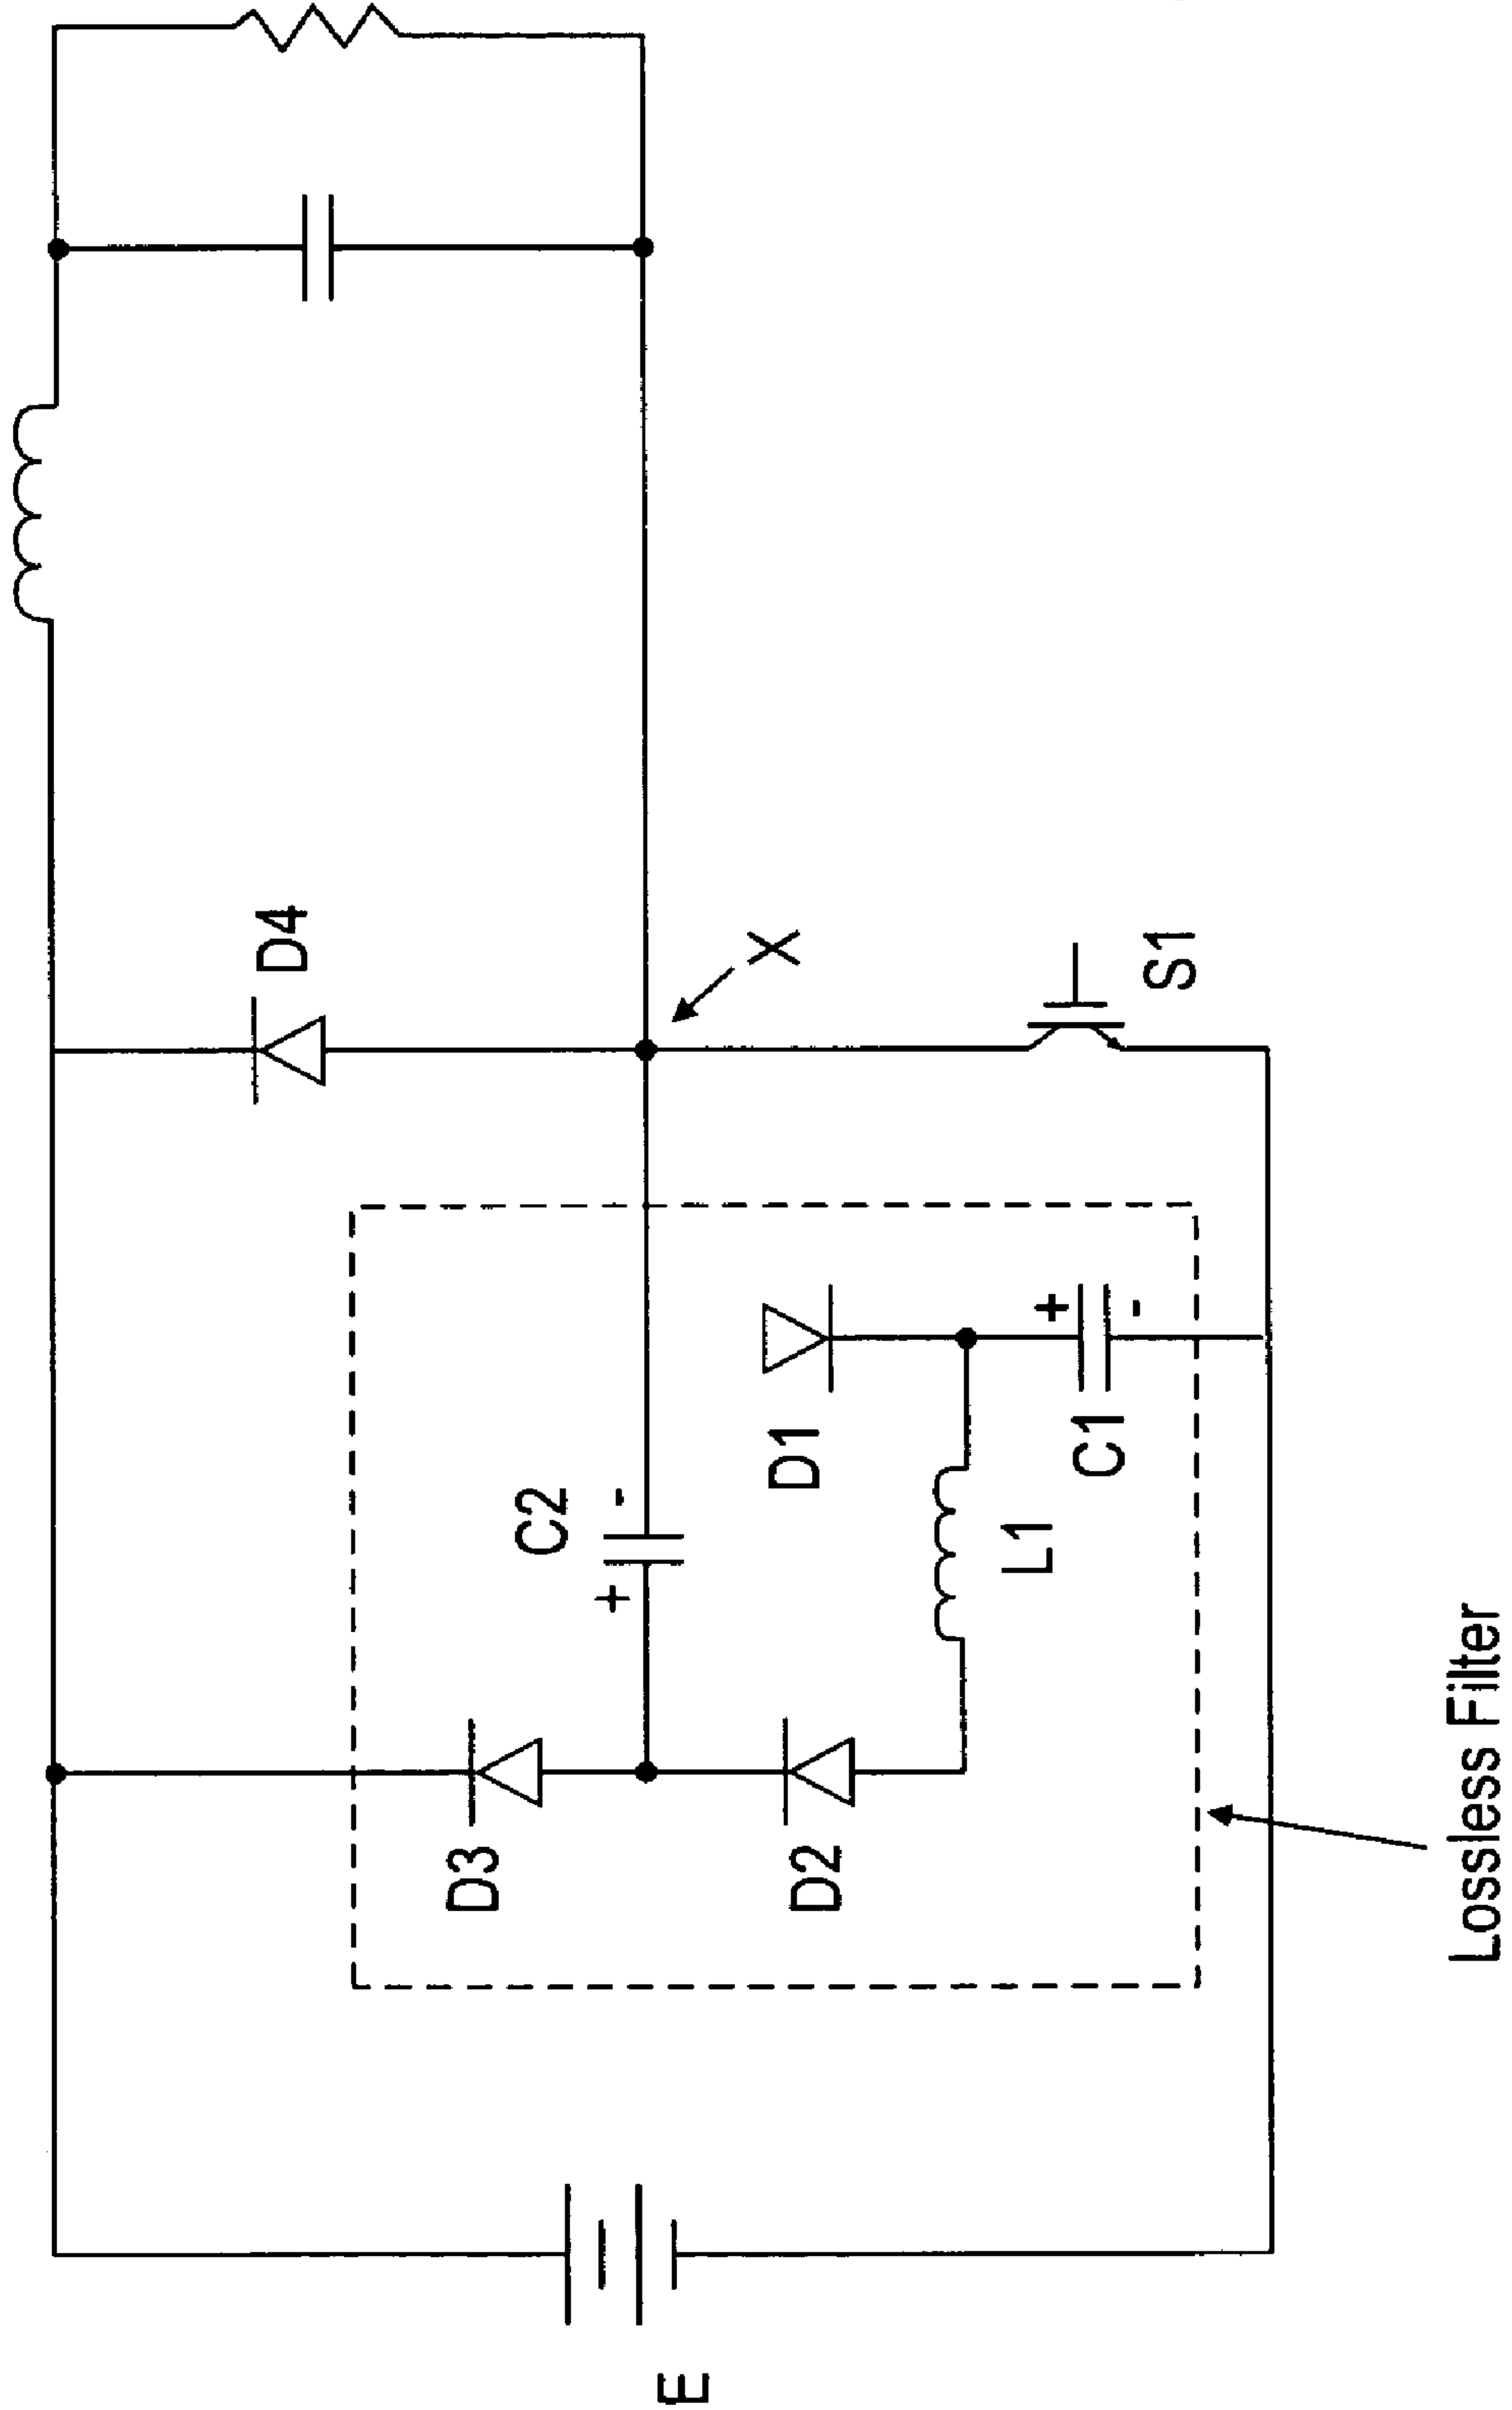 D4
X
S1
C2
+
-
D1
+
-
C1
L1
D3
D2
E
Lossless Filter